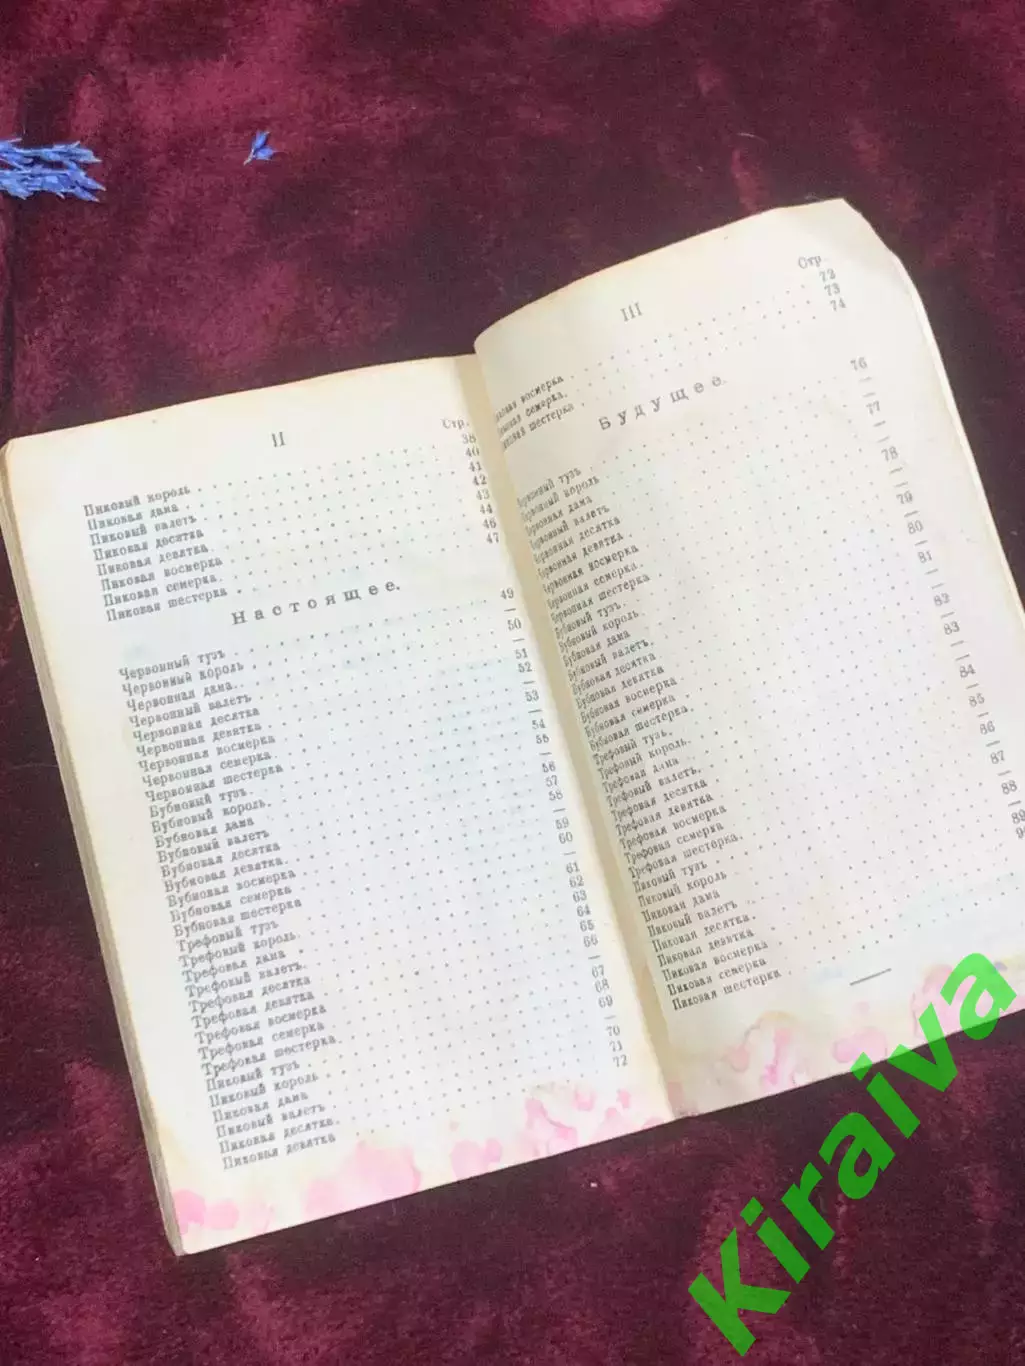 II
Стр.
Пиковый король . . . . . . . . . . 38
Пиковая дама . . . . . . . . . . 40
Пиковый валетъ . . . . . . . . . . 41
Пиковая десятка . . . . . . . . . . 42
Пиковая девятка . . . . . . . . . . 43
Пиковая восмерка . . . . . . . . . . 44
Пиковая семерка . . . . . . . . . . 46
Пиковая шестерка . . . . . . . . . . 47
Настоящее.
Червонный тузъ
Червонный король
Червонная дама
Червонный валетъ
Червонная десятка
Червонная девятка
Червонная восмерка
Червонная семерка
Червонная шестерка
Бубновый тузъ
Бубновый король
Бубновая дама
Бубновый валетъ
Бубновая десятка
Бубновая девятка
Бубновая восмерка
Бубновая семерка
Бубновая шестерка
Трефовый тузъ
Трефовый король
Трефовая дама
Трефовый валетъ
Трефовая десятка
Трефовая девятка
Трефовая восмерка
Трефовая семерка
Трефовая шестерка
Пиковый тузъ
Пиковый король
Пиковая дама
Пиковый валетъ
Пиковая десятка
Пиковая девятка
49
—
50
—
51
52
—
53
—
54
55
—
56
57
58
—
59
60
—
61
62
63
64
65
66
—
67
68
69
—
70
71
72
III
Стр.
восмерка . . . . . . . . . . 72
семерка . . . . . . . . . . 73
шестерка . . . . . . . . . . 74
Будущее.
Червонный тузъ
Червонный король
Червонная дама
Червонный валетъ
Червонная десятка
Червонная девятка
Червонная восмерка
Червонная семерка
Червонная шестерка
Бубновый тузъ
Бубновый король
Бубновая дама
Бубновый валетъ
Бубновая десятка
Бубновая девятка
Бубновая восмерка
Бубновая семерка
Бубновая шестерка
Трефовый тузъ
Трефовый король
Трефовая дама
Трефовый валетъ
Трефовая десятка
Трефовая девятка
Трефовая восмерка
Трефовая семерка
Трефовая шестерка
Пиковый тузъ
Пиковый король
Пиковая дама
Пиковый валетъ
Пиковая десятка
Пиковая девятка
Пиковая восмерка
Пиковая семерка
Пиковая шестерка
76
—
77
—
78
—
79
—
80
—
81
—
82
—
83
—
84
—
85
—
86
—
87
—
88
—
89
Kiraiva